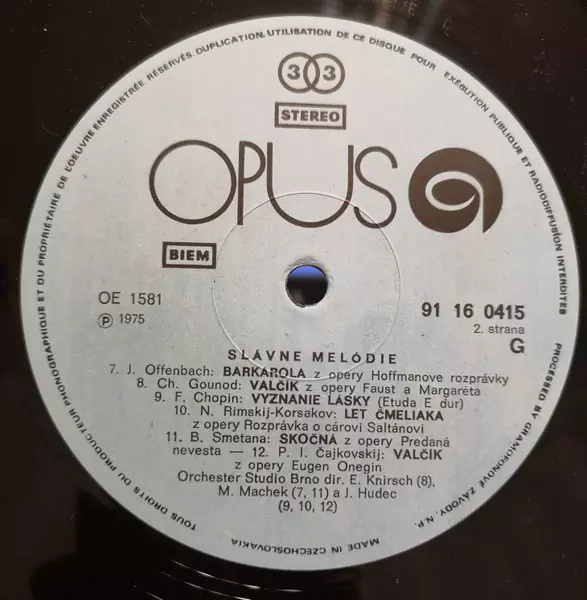 TOUS DROITS DU PRODUCTEUR PHONOGRAPHIQUE ET DU PROPRIÉTAIRE DE L'OEUVRE ENREGISTRÉE RÉSERVÉS. DUPLICATION, UTILISATION DE CE DISQUE POUR EXÉCUTION PUBLIQUE ET RADIODIFFUSION INTERDITES
PROCESSED BY GRAMOFONOVÉ ZÁVODY, N.P.
MADE IN CZECHOSLOVAKIA
33
STEREO
OPUS
BIEM
OE 1581
℗ 1975
91 16 0415
2. strana
G
SLÁVNE MELÓDIE
7. J. Offenbach: BARKAROLA z opery Hoffmanove rozprávky
8. Ch. Gounod: VALČÍK z opery Faust a Margaréta
9. F. Chopin: VYZNANIE LÁSKY (Etuda E dur)
10. N. Rimskij-Korsakov: LET ČMELIAKA
z opery Rozprávka o cárovi Saltánovi
11. B. Smetana: SKOČNÁ z opery Predaná
nevesta — 12. P. I. Čajkovskij: VALČÍK
z opery Eugen Onegin
Orchester Studio Brno dir. E. Knirsch (8),
M. Machek (7, 11) a J. Hudec
(9, 10, 12)